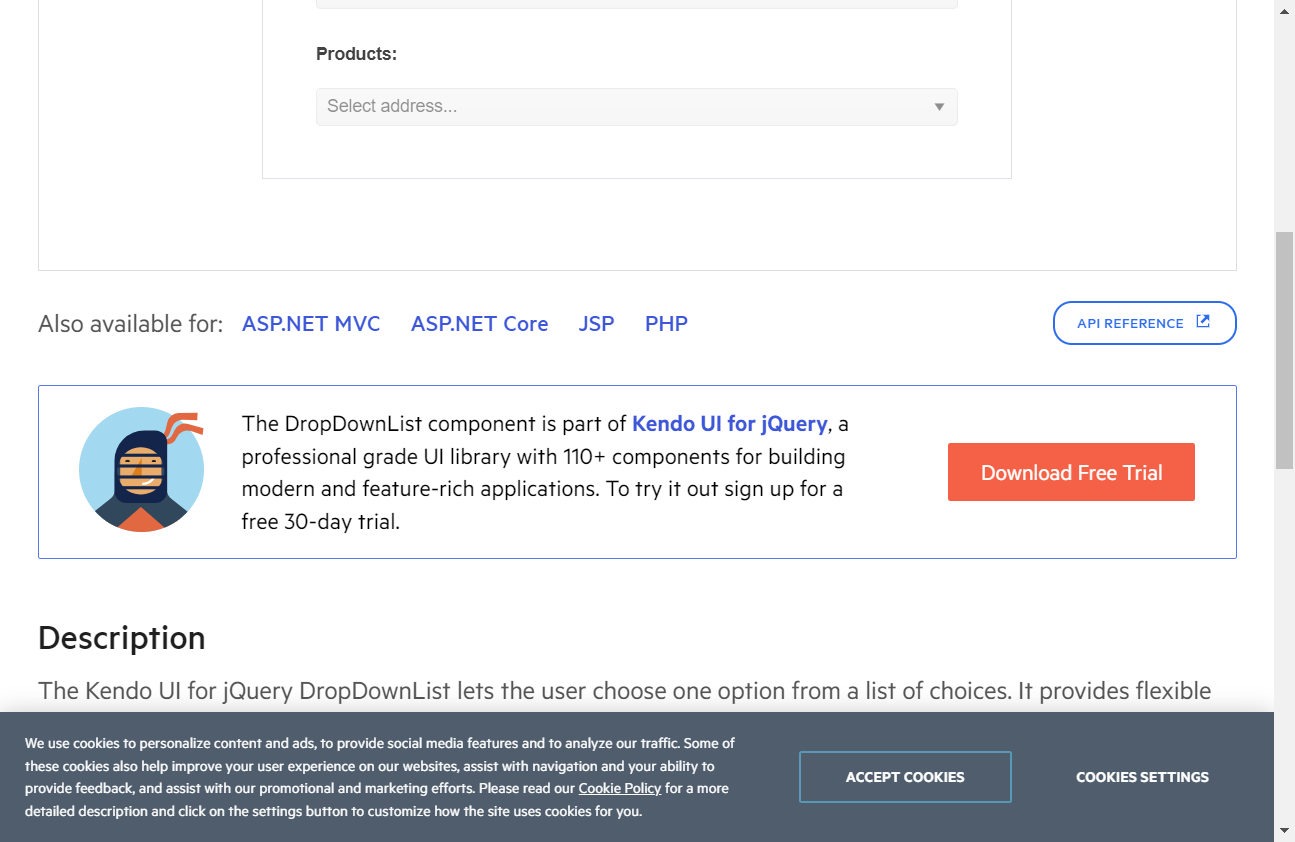 Products:
Select address...
Also available for: ASP.NET MVC ASP.NET Core JSP PHP
API REFERENCE
The DropDownList component is part of Kendo UI for jQuery, a
professional grade UI library with 110+ components for building
modern and feature-rich applications. To try it out sign up for a
free 30-day trial.
Download Free Trial
Description
The Kendo UI for jQuery DropDownList lets the user choose one option from a list of choices. It provides flexible
We use cookies to personalize content and ads, to provide social media features and to analyze our traffic. Some of
these cookies also help improve your user experience on our websites, assist with navigation and your ability to
provide feedback, and assist with our promotional and marketing efforts. Please read our Cookie Policy for a more
detailed description and click on the settings button to customize how the site uses cookies for you.
ACCEPT COOKIES
COOKIES SETTINGS